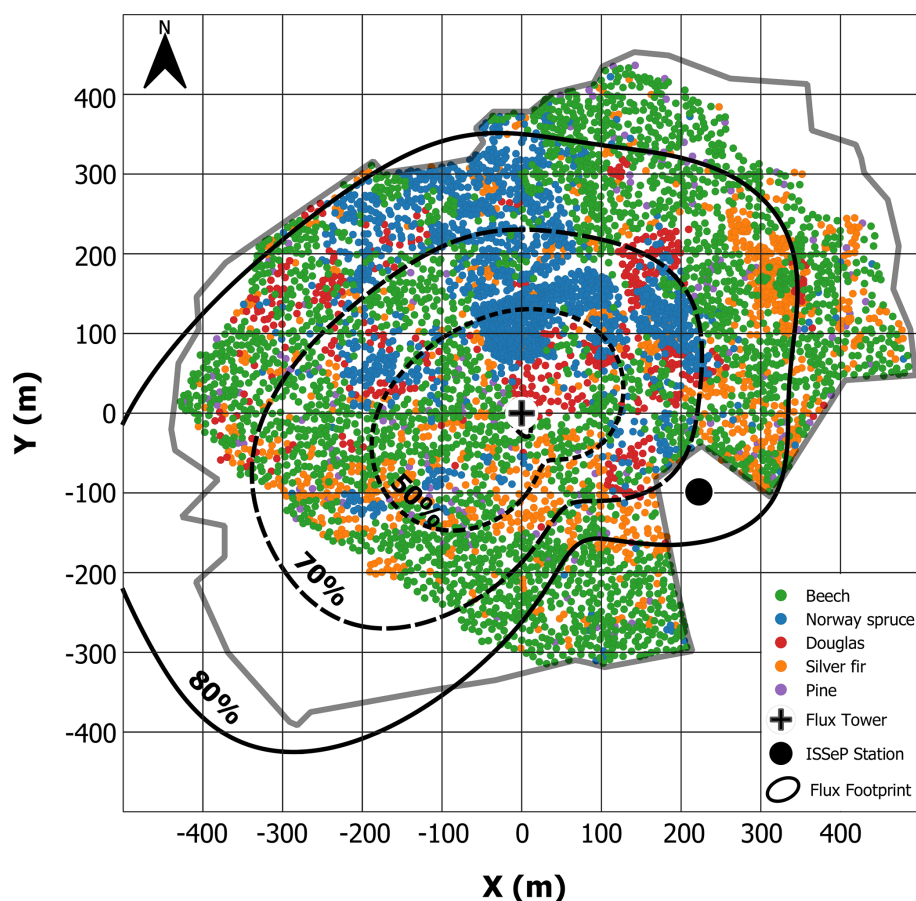 N
400
300
200
100
0
-100
-200
-300
-400
Y (m)
50%
70%
80%
Beech
Norway spruce
Douglas
Silver fir
Pine
Flux Tower
ISSeP Station
Flux Footprint
-400 -300 -200 -100 0 100 200 300 400
X (m)